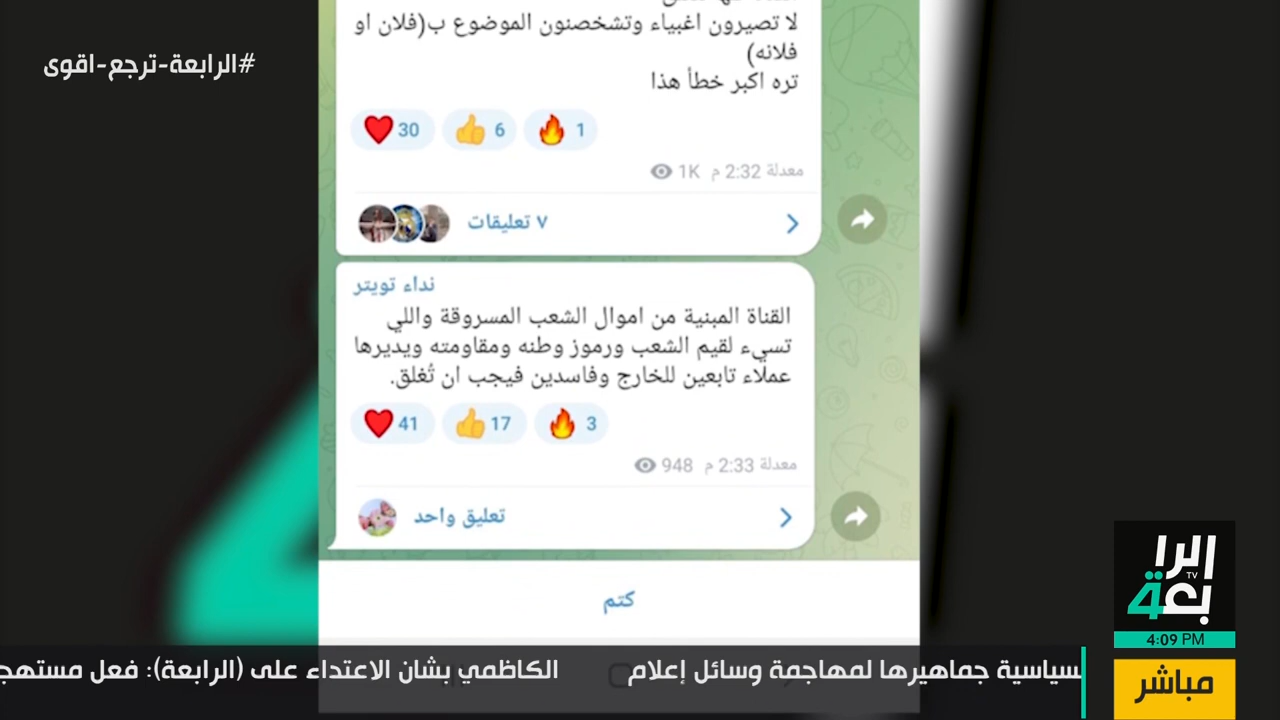 #الرابعة-ترجع-اقوى
لا تصيرون اغبياء وتشخصنون الموضوع ب(فلان او
فلانه)
تره اكبر خطأ هذا
30 6 1
1K معدلة 2:32 م
٧ تعليقات
نداء تويتر
القناة المبنية من اموال الشعب المسروقة واللي
تسيء لقيم الشعب ورموز وطنه ومقاومته ويديرها
عملاء تابعين للخارج وفاسدين فيجب ان تُغلق.
41 17 3
948 معدلة 2:33 م
تعليق واحد
كتم
الرابعة
TV
4:09 PM
مباشر
سياسية جماهيرها لمهاجمة وسائل إعلام
الكاظمي بشان الاعتداء على (الرابعة): فعل